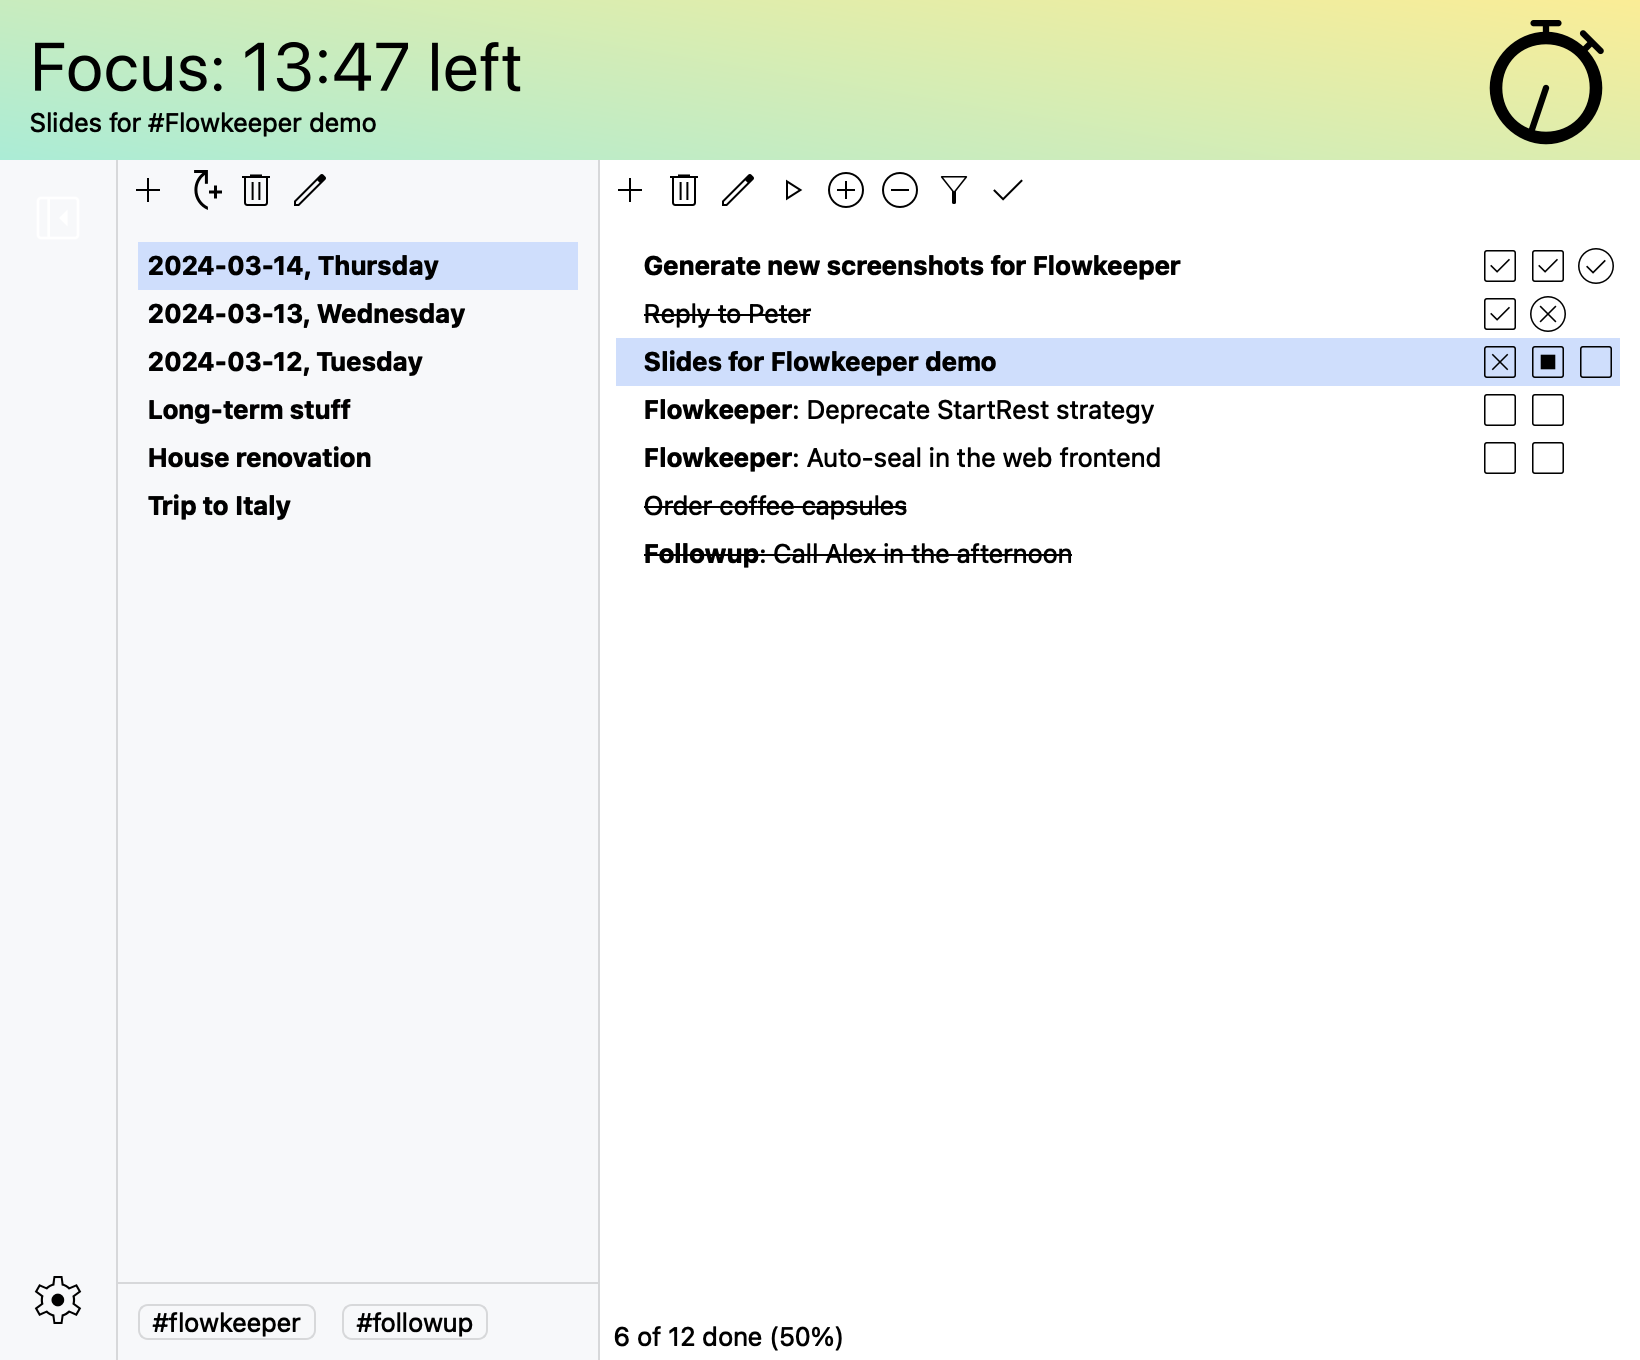 Focus: 13:47 left
Slides for #Flowkeeper demo
2024-03-14, Thursday
2024-03-13, Wednesday
2024-03-12, Tuesday
Long-term stuff
House renovation
Trip to Italy
Generate new screenshots for Flowkeeper
Reply to Peter
Slides for Flowkeeper demo
Flowkeeper: Deprecate StartRest strategy
Flowkeeper: Auto-seal in the web frontend
Order coffee capsules
Followup: Call Alex in the afternoon
#flowkeeper
#followup
6 of 12 done (50%)